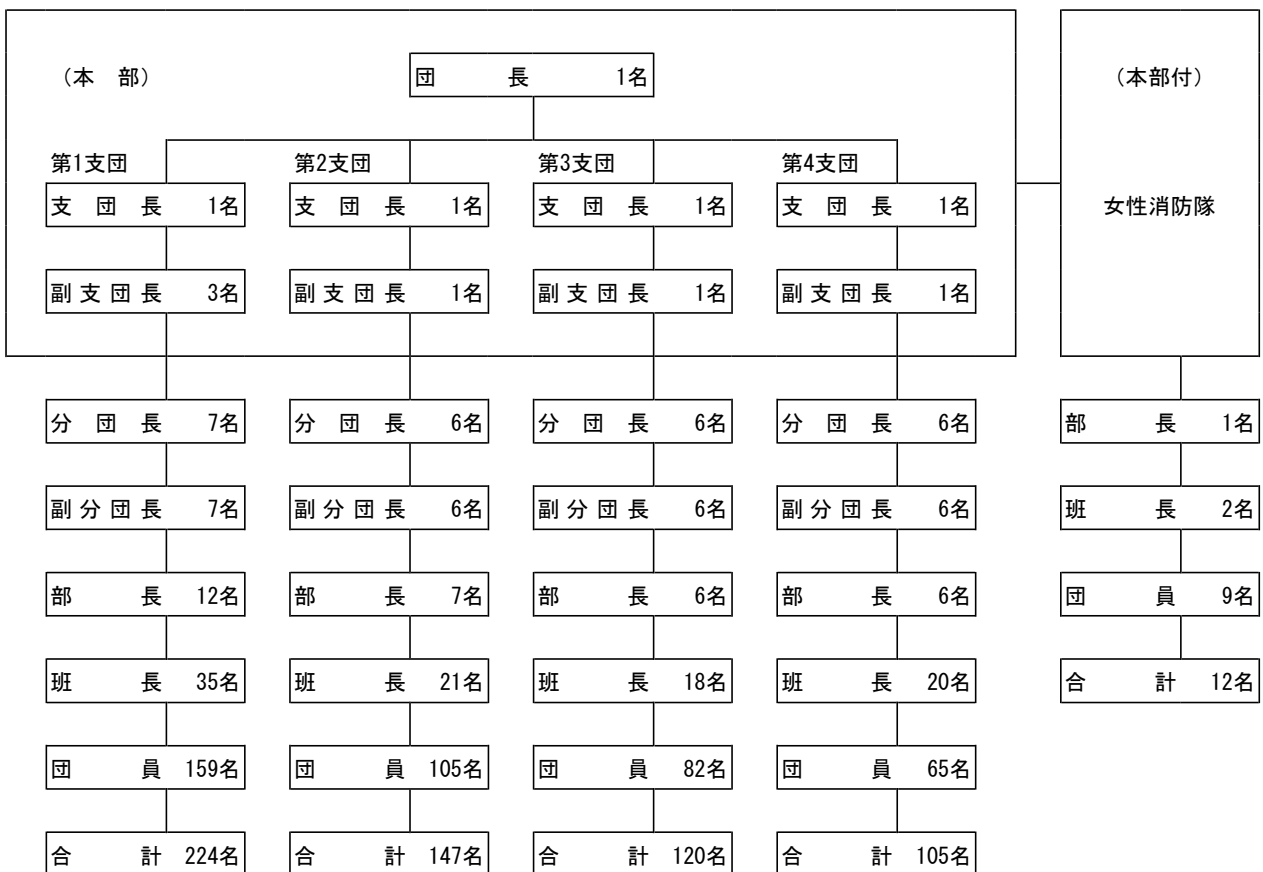 （本　部）　団　長　1名　（本部付）
第1支団　第2支団　第3支団　第4支団
支団長　1名　支団長　1名　支団長　1名　支団長　1名　女性消防隊
副支団長　3名　副支団長　1名　副支団長　1名　副支団長　1名
分団長　7名　分団長　6名　分団長　6名　分団長　6名　部長　1名
副分団長　7名　副分団長　6名　副分団長　6名　副分団長　6名　班長　2名
部長　12名　部長　7名　部長　6名　部長　6名　団員　9名
班長　35名　班長　21名　班長　18名　班長　20名　合計　12名
団員　159名　団員　105名　団員　82名　団員　65名
合計　224名　合計　147名　合計　120名　合計　105名